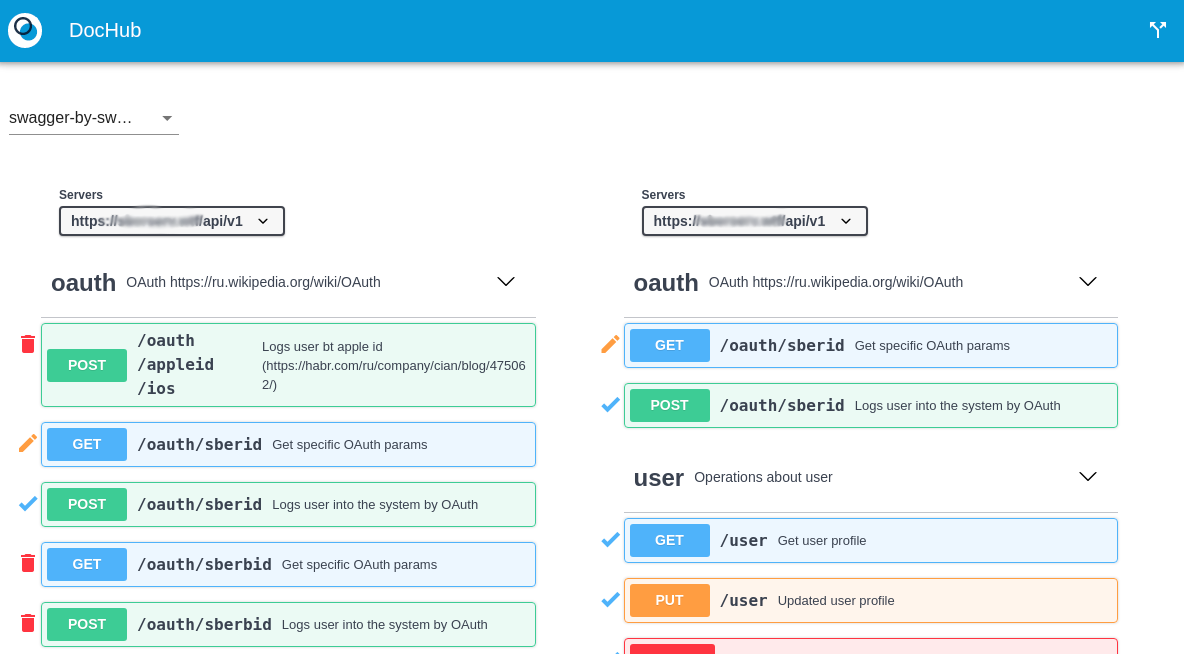 DocHub
swagger-by-sw…
Servers
https:// /api/v1
oauth OAuth https://ru.wikipedia.org/wiki/OAuth
POST /oauth
/appleid
/ios
Logs user bt apple id
(https://habr.com/ru/company/cian/blog/47506
2/)
GET /oauth/sberid Get specific OAuth params
POST /oauth/sberid Logs user into the system by OAuth
GET /oauth/sberbid Get specific OAuth params
POST /oauth/sberbid Logs user into the system by OAuth
Servers
https:// /api/v1
oauth OAuth https://ru.wikipedia.org/wiki/OAuth
GET /oauth/sberid Get specific OAuth params
POST /oauth/sberid Logs user into the system by OAuth
user Operations about user
GET /user Get user profile
PUT /user Updated user profile